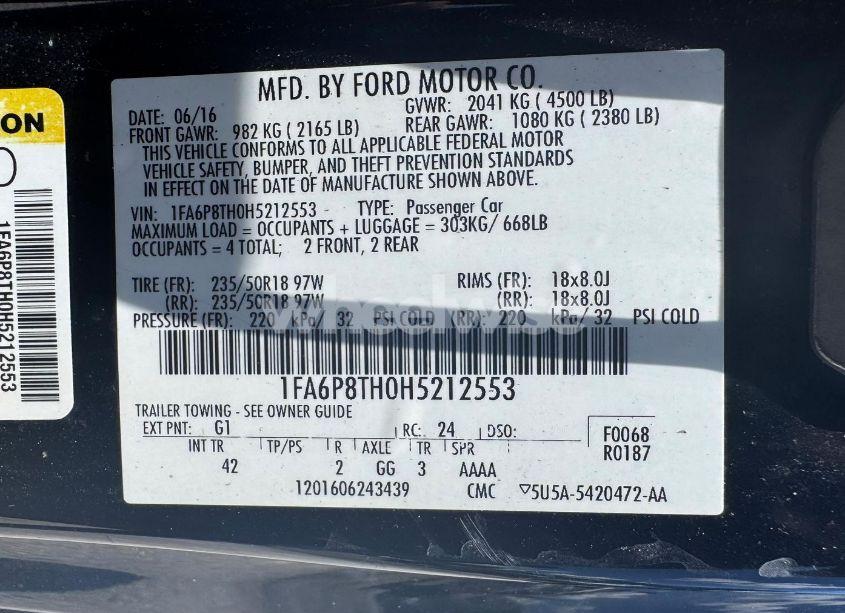 MFD. BY FORD MOTOR CO.
DATE: 06/16 GVWR: 2041 KG ( 4500 LB)
FRONT GAWR: 982 KG ( 2165 LB) REAR GAWR: 1080 KG ( 2380 LB)
THIS VEHICLE CONFORMS TO ALL APPLICABLE FEDERAL MOTOR
VEHICLE SAFETY, BUMPER, AND THEFT PREVENTION STANDARDS
IN EFFECT ON THE DATE OF MANUFACTURE SHOWN ABOVE.
VIN: 1FA6P8TH0H5212553 TYPE: Passenger Car
MAXIMUM LOAD = OCCUPANTS + LUGGAGE = 303KG/ 668LB
OCCUPANTS = 4 TOTAL; 2 FRONT, 2 REAR
TIRE (FR): 235/50R18 97W RIMS (FR): 18x8.0J
(RR): 235/50R18 97W (RR): 18x8.0J
PRESSURE (FR): 220 kPa/ 32 PSI COLD (RR): 220 kPa/ 32 PSI COLD
1FA6P8TH0H5212553
TRAILER TOWING - SEE OWNER GUIDE
EXT PNT: G1 RC: 24 DSO: F0068
R0187
INT TR TP/PS R AXLE TR SPR
42 2 GG 3 AAAA
1201606243439 CMC ▽5U5A-5420472-AA
ON
1FA6P8TH0H5212553